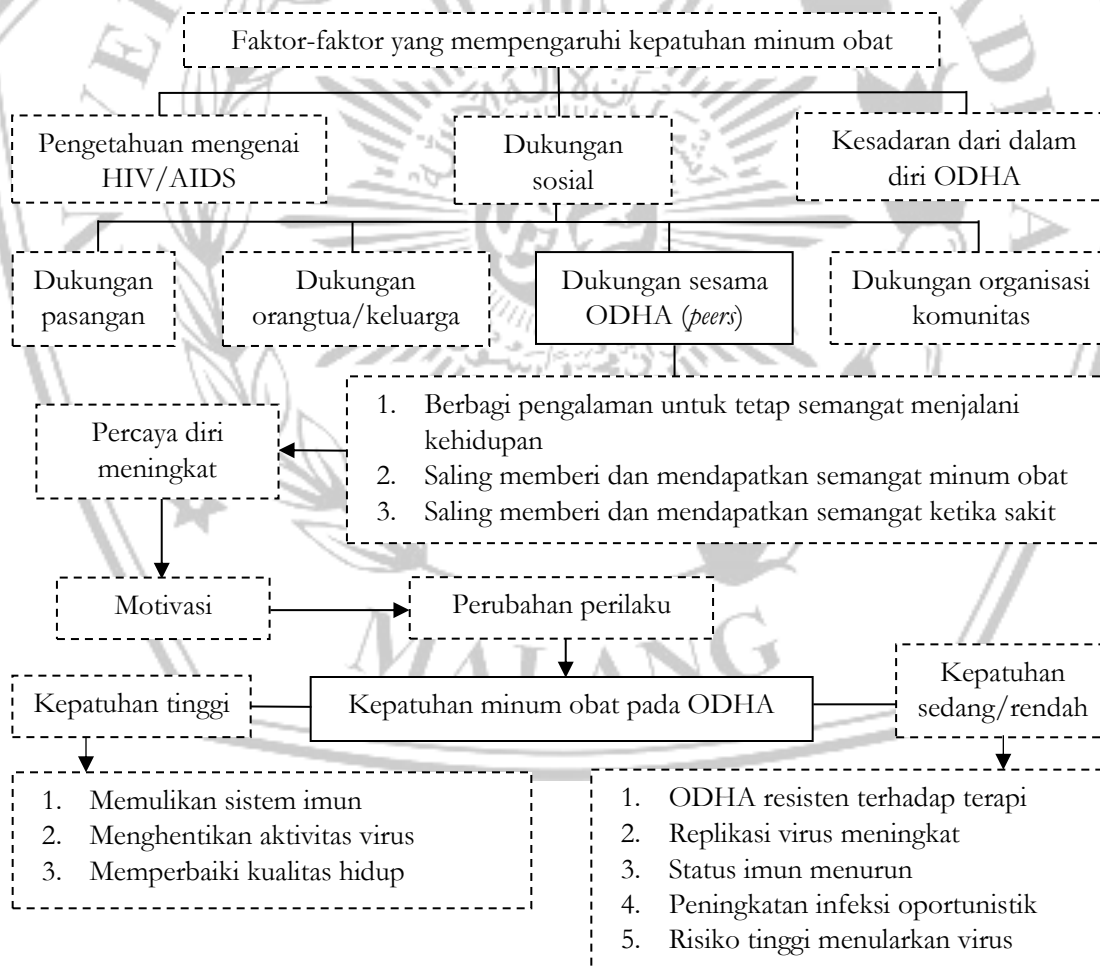 Faktor-faktor yang mempengaruhi kepatuhan minum obat
Pengetahuan mengenai
HIV/AIDS
Dukungan
sosial
Kesadaran dari dalam
diri ODHA
Dukungan
pasangan
Dukungan
orangtua/keluarga
Dukungan sesama
ODHA (peers)
Dukungan organisasi
komunitas
1. Berbagi pengalaman untuk tetap semangat menjalani
kehidupan
2. Saling memberi dan mendapatkan semangat minum obat
3. Saling memberi dan mendapatkan semangat ketika sakit
Percaya diri
meningkat
Motivasi
Perubahan perilaku
MALANG
Kepatuhan tinggi
Kepatuhan minum obat pada ODHA
Kepatuhan
sedang/rendah
1. Memulikan sistem imun
2. Menghentikan aktivitas virus
3. Memperbaiki kualitas hidup
1. ODHA resisten terhadap terapi
2. Replikasi virus meningkat
3. Status imun menurun
4. Peningkatan infeksi oportunistik
5. Risiko tinggi menularkan virus